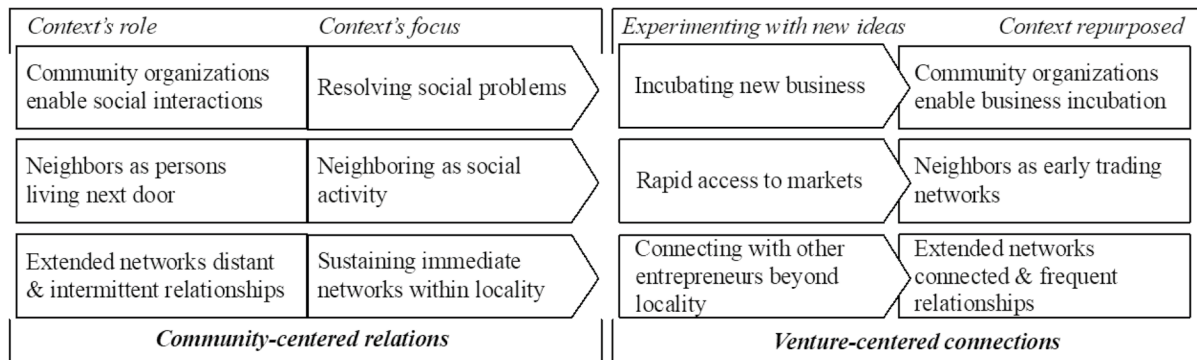 Context's role
Context's focus
Experimenting with new ideas
Context repurposed
Community organizations
enable social interactions
Resolving social problems
Incubating new business
Community organizations
enable business incubation
Neighbors as persons
living next door
Neighboring as social
activity
Rapid access to markets
Neighbors as early trading
networks
Extended networks distant
& intermittent relationships
Sustaining immediate
networks within locality
Connecting with other
entrepreneurs beyond
locality
Extended networks
connected & frequent
relationships
Community-centered relations
Venture-centered connections